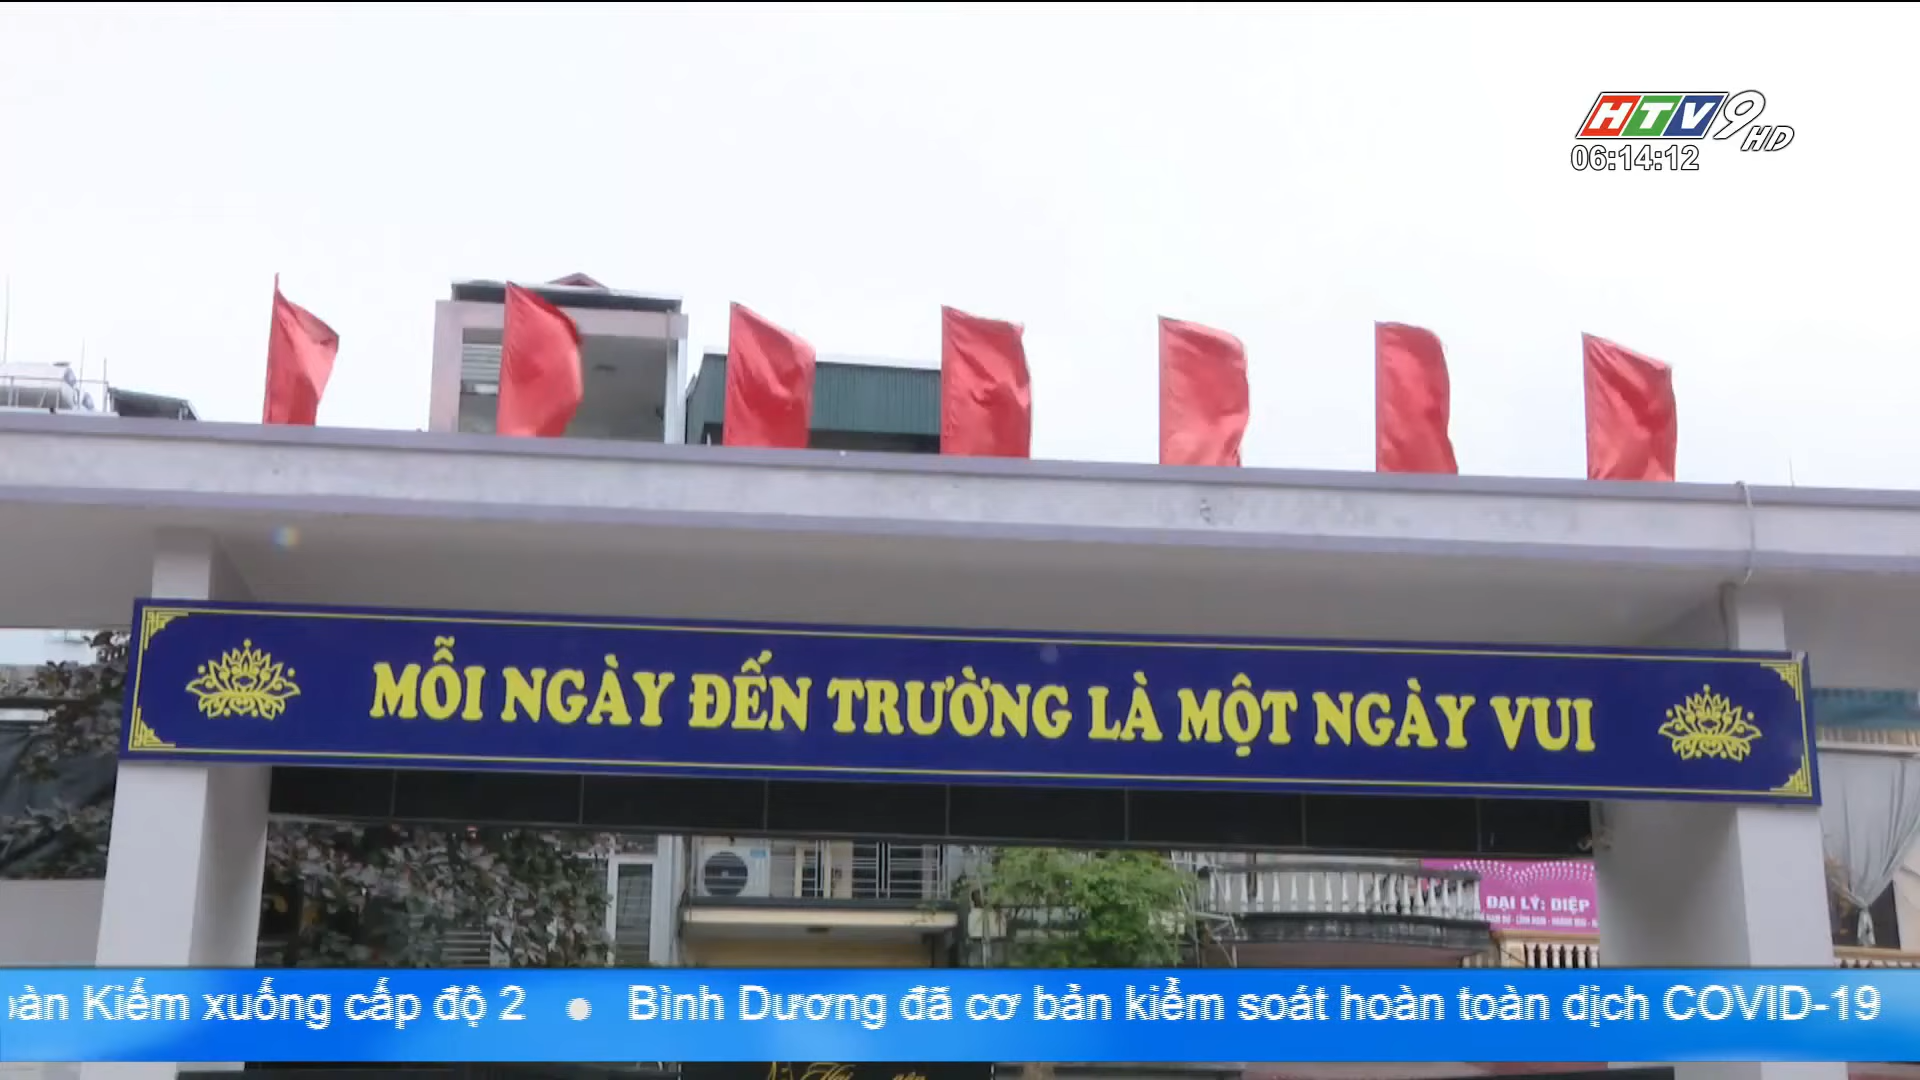 HTV9 HD
06:14:12
MỖI NGÀY ĐẾN TRƯỜNG LÀ MỘT NGÀY VUI
ĐẠI LÝ: DIỆP
Kiếm xuống cấp độ 2 ● Bình Dương đã cơ bản kiểm soát hoàn toàn dịch COVID-19